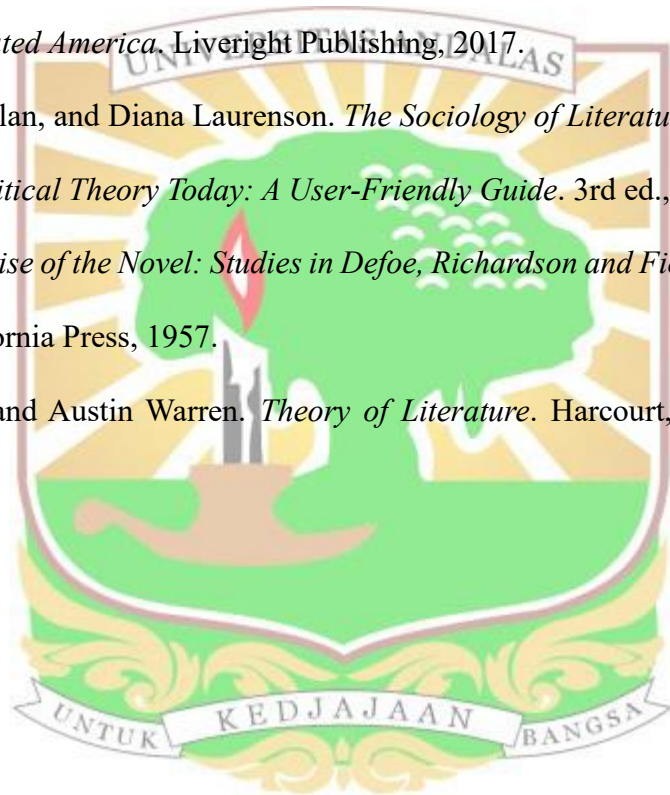 ated America. Liveright Publishing, 2017.
UNIVERSITAS ANDALAS
lan, and Diana Laurenson. The Sociology of Literatu
itical Theory Today: A User-Friendly Guide. 3rd ed.,
ise of the Novel: Studies in Defoe, Richardson and Fie
ornia Press, 1957.
and Austin Warren. Theory of Literature. Harcourt,
UNTUK KEDJAJAAN BANGSA